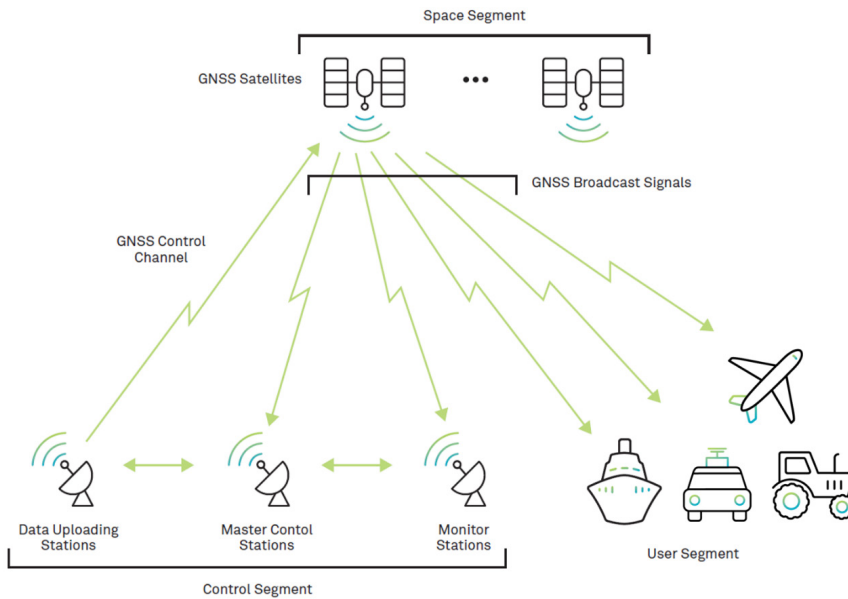 Space Segment
GNSS Satellites
GNSS Broadcast Signals
GNSS Control
Channel
Data Uploading
Stations
Master Contol
Stations
Monitor
Stations
User Segment
Control Segment